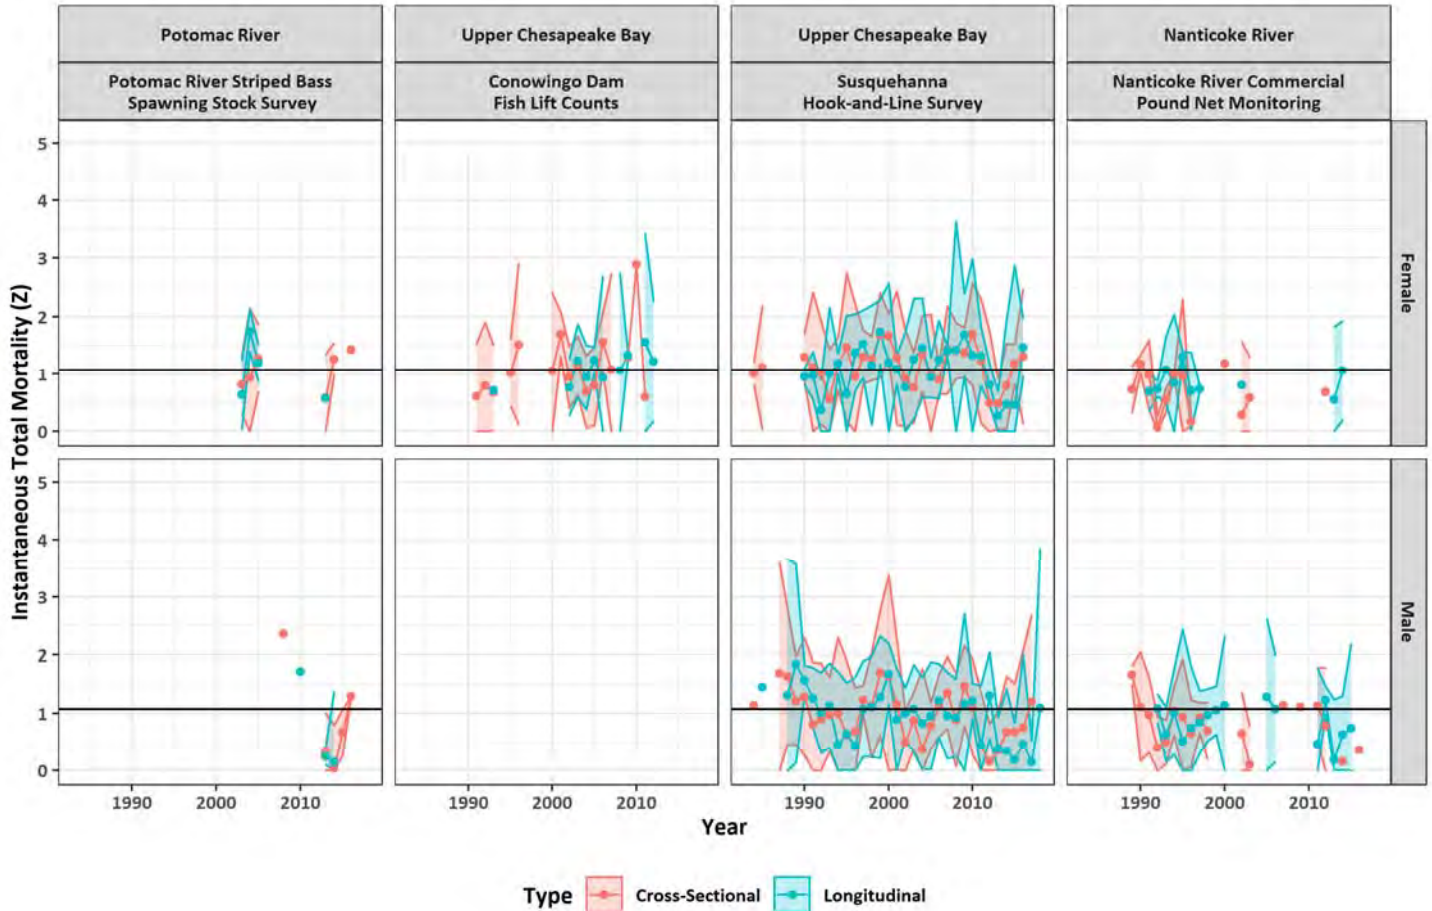 Potomac River
Upper Chesapeake Bay
Upper Chesapeake Bay
Nanticoke River
Potomac River Striped Bass
Spawning Stock Survey
Conowingo Dam
Fish Lift Counts
Susquehanna
Hook-and-Line Survey
Nanticoke River Commercial
Pound Net Monitoring
Instantaneous Total Mortality (Z)
5
4
3
2
1
0
Female
5
4
3
2
1
0
Male
1990 2000 2010
1990 2000 2010
1990 2000 2010
1990 2000 2010
Year
Type Cross-Sectional Longitudinal